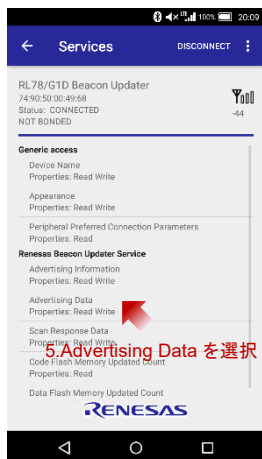 100% 20:09
← Services DISCONNECT
RL78/G1D Beacon Updater
74:90:50:00:49:68
Status: CONNECTED
NOT BONDED
-44
Generic access
Device Name
Properties: Read Write
Appearance
Properties: Read Write
Peripheral Preferred Connection Parameters
Properties: Read
Renesas Beacon Updater Service
Advertising Information
Properties: Read Write
Advertising Data
Properties: Read Write
Scan Response Data
Properties: Read Write
5.Advertising Data を選択
Code Flash Memory Updated Count
Properties: Read
Data Flash Memory Updated Count
RENESAS